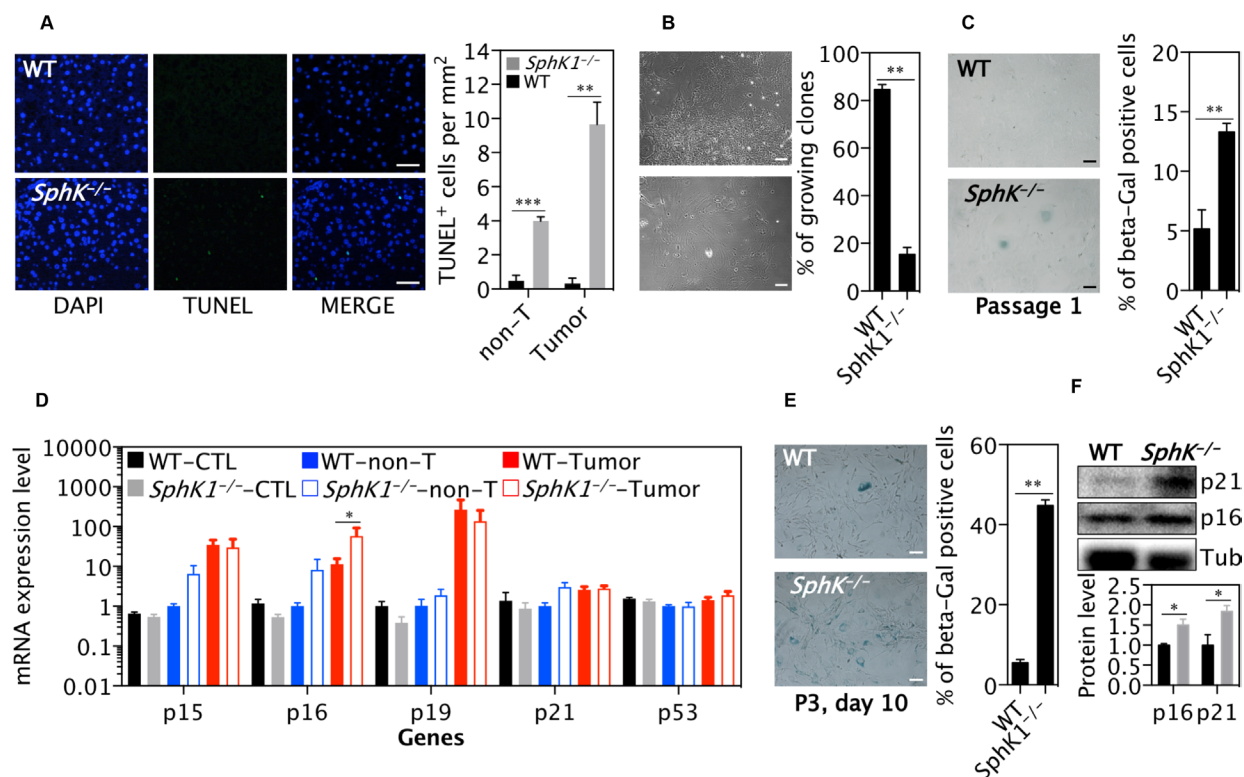 A
WT
SphK⁻/⁻
DAPI
TUNEL
MERGE
TUNEL⁺ cells per mm²
14
12
10
8
6
4
2
0
SphK1⁻/⁻
WT
***
**
non–T
Tumor
B
% of growing clones
100
80
60
40
20
0
**
WT
SphK1⁻/⁻
C
WT
SphK⁻/⁻
Passage 1
% of beta–Gal positive cells
20
15
10
5
0
**
WT
SphK1⁻/⁻
D
mRNA expression level
10000
1000
100
10
1
0.1
0.01
WT–CTL
WT–non–T
WT–Tumor
SphK1⁻/⁻–CTL
SphK1⁻/⁻–non–T
SphK1⁻/⁻–Tumor
*
p15
p16
p19
p21
p53
Genes
E
WT
SphK⁻/⁻
P3, day 10
% of beta–Gal positive cells
60
40
20
0
**
WT
SphK1⁻/⁻
F
WT SphK⁻/⁻
p21
p16
Tub
Protein level
2.0
1.5
1.0
0.5
0.0
*
*
p16 p21